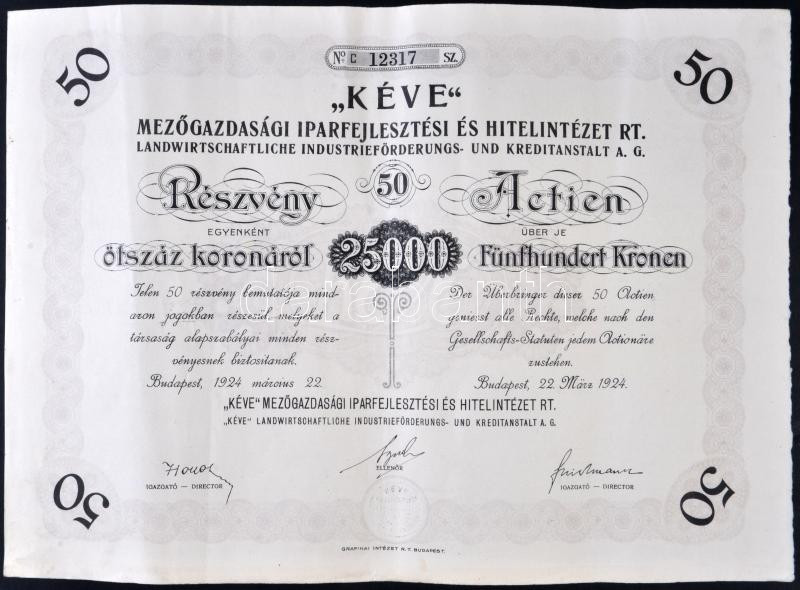 50
50
No C 12317 SZ.
„KÉVE“
MEZŐGAZDASÁGI IPARFEJLESZTÉSI ÉS HITELINTÉZET RT.
LANDWIRTSCHAFTLICHE INDUSTRIEFÖRDERUNGS- UND KREDITANSTALT A. G.
Részvény 50 Actien
EGYENKÉNT ÜBER JE
ötszáz koronáról 25000 Fünfhundert Kronen
Jelen 50 részvény bemutatója mind-
azon jogokban részesül, melyeket a
társaság alapszabályai minden rész-
vényesnek biztosítanak.
Budapest, 1924 március 22.
Der Überbringer dieser 50 Actien
geniesst alle Rechte, welche nach den
Gesellschafts-Statuten jedem Actionäre
zustehen.
Budapest, 22. März 1924.
„KÉVE“ MEZŐGAZDASÁGI IPARFEJLESZTÉSI ÉS HITELINTÉZET RT.
„KÉVE“ LANDWIRTSCHAFTLICHE INDUSTRIEFÖRDERUNGS- UND KREDITANSTALT A. G.
IGAZGATÓ — DIRECTOR
ELLENŐR
IGAZGATÓ — DIRECTOR
50
50
GRAFIKAI INTÉZET R. T. BUDAPEST.